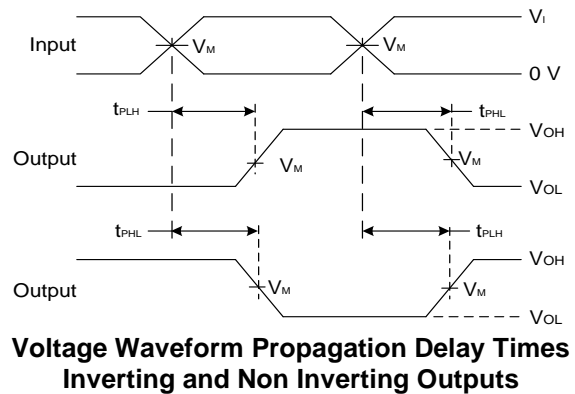 VI
Input
VM
VM
0 V
tPLH
tPHL
VOH
Output
VM
VM
VOL
tPHL
tPLH
VOH
Output
VM
VM
VOL
Voltage Waveform Propagation Delay Times
Inverting and Non Inverting Outputs